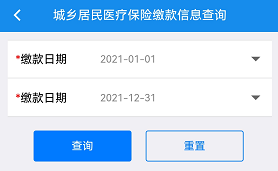 城乡居民医疗保险缴款信息查询
*缴款日期 2021-01-01
*缴款日期 2021-12-31
查询 重置